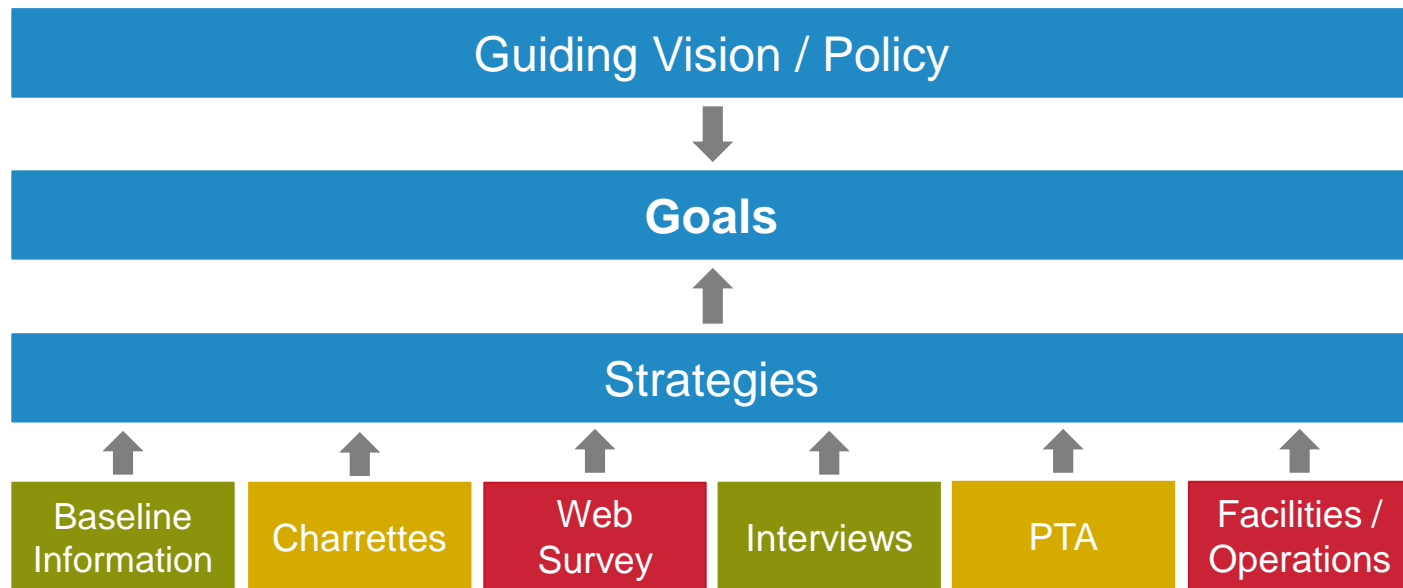 Guiding Vision / Policy
Goals
Strategies
Baseline
Information
Charrettes
Web
Survey
Interviews
PTA
Facilities /
Operations